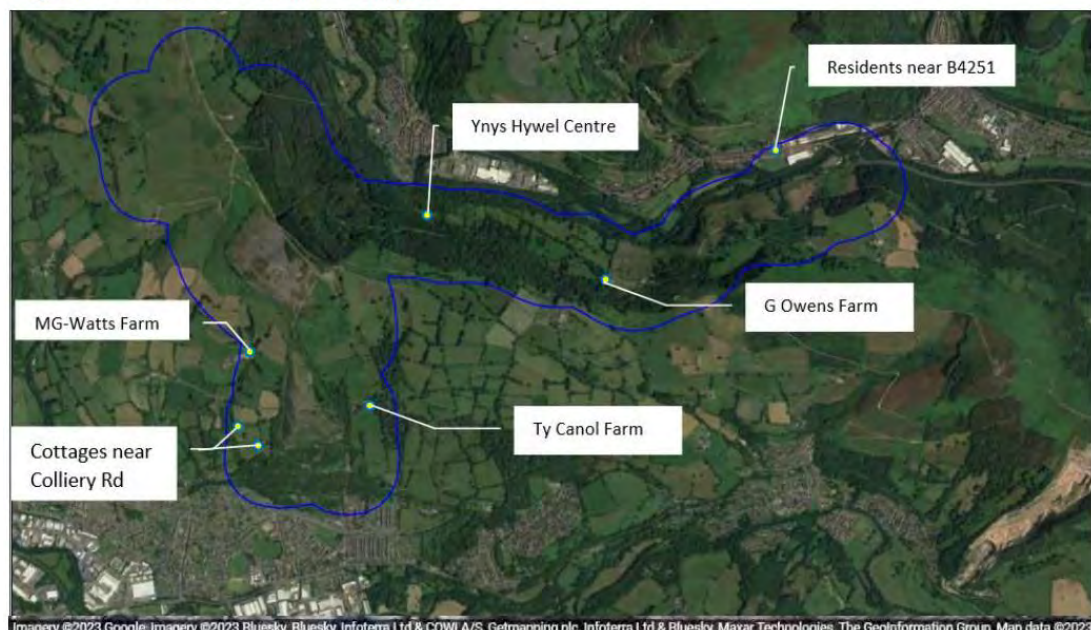 Residents near B4251
Ynys Hywel Centre
G Owens Farm
MG-Watts Farm
Ty Canol Farm
Cottages near
Colliery Rd
Imagery ©2023 Google, Imagery ©2023 Bluesky, Bluesky, Infoterra Ltd & COWI A/S, Getmapping plc, Infoterra Ltd & Bluesky, Maxar Technologies, The GeoInformation Group, Map data ©202